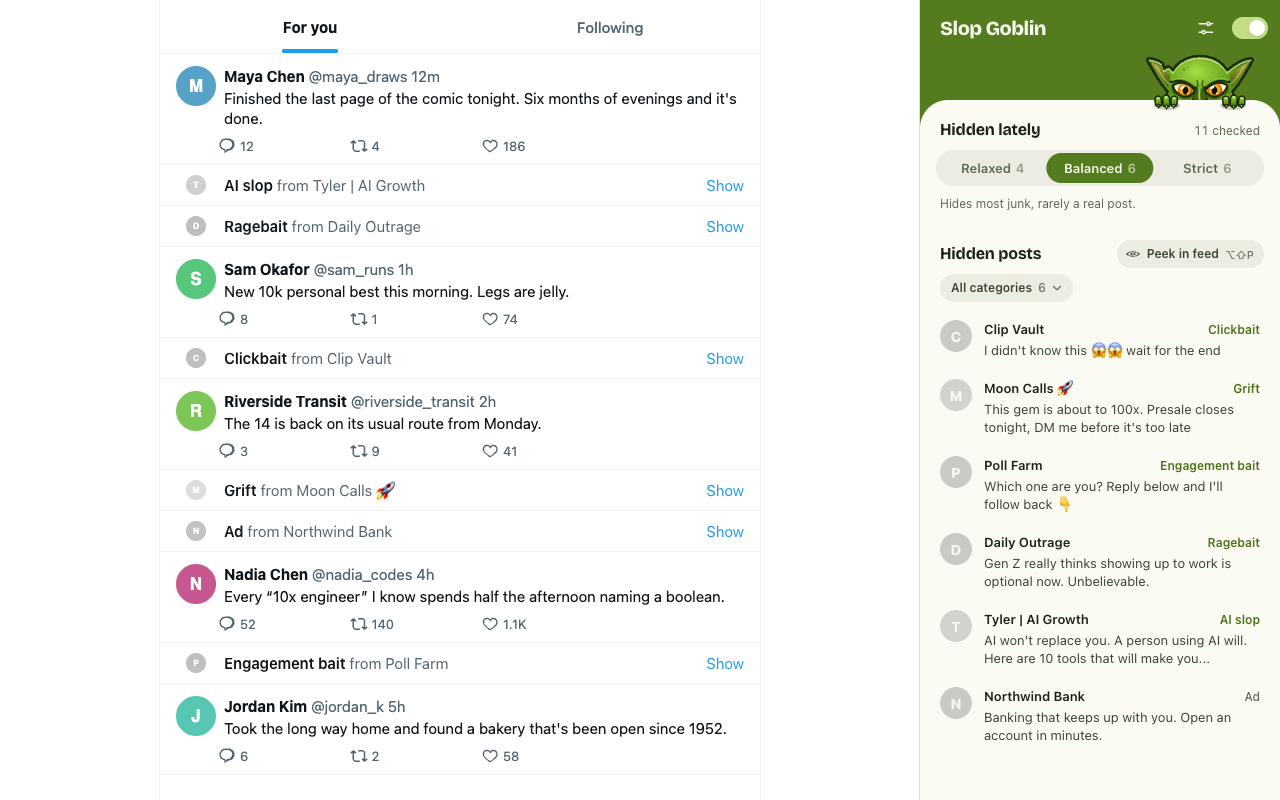 For you
Following
M
Maya Chen @maya_draws 12m
Finished the last page of the comic tonight. Six months of evenings and it's
done.
12
4
186
T
AI slop from Tyler | AI Growth
Show
D
Ragebait from Daily Outrage
Show
S
Sam Okafor @sam_runs 1h
New 10k personal best this morning. Legs are jelly.
8
1
74
C
Clickbait from Clip Vault
Show
R
Riverside Transit @riverside_transit 2h
The 14 is back on its usual route from Monday.
3
9
41
M
Grift from Moon Calls 🚀
Show
N
Ad from Northwind Bank
Show
N
Nadia Chen @nadia_codes 4h
Every “10x engineer” I know spends half the afternoon naming a boolean.
52
140
1.1K
P
Engagement bait from Poll Farm
Show
J
Jordan Kim @jordan_k 5h
Took the long way home and found a bakery that's been open since 1952.
6
2
58
Slop Goblin
Hidden lately
11 checked
Relaxed 4
Balanced 6
Strict 6
Hides most junk, rarely a real post.
Hidden posts
Peek in feed ⌥⇧P
All categories 6
C
Clip Vault
Clickbait
I didn't know this 😱😱 wait for the end
M
Moon Calls 🚀
Grift
This gem is about to 100x. Presale closes
tonight, DM me before it's too late
P
Poll Farm
Engagement bait
Which one are you? Reply below and I'll
follow back 👇
D
Daily Outrage
Ragebait
Gen Z really thinks showing up to work is
optional now. Unbelievable.
T
Tyler | AI Growth
AI slop
AI won't replace you. A person using AI will.
Here are 10 tools that will make you...
N
Northwind Bank
Ad
Banking that keeps up with you. Open an
account in minutes.